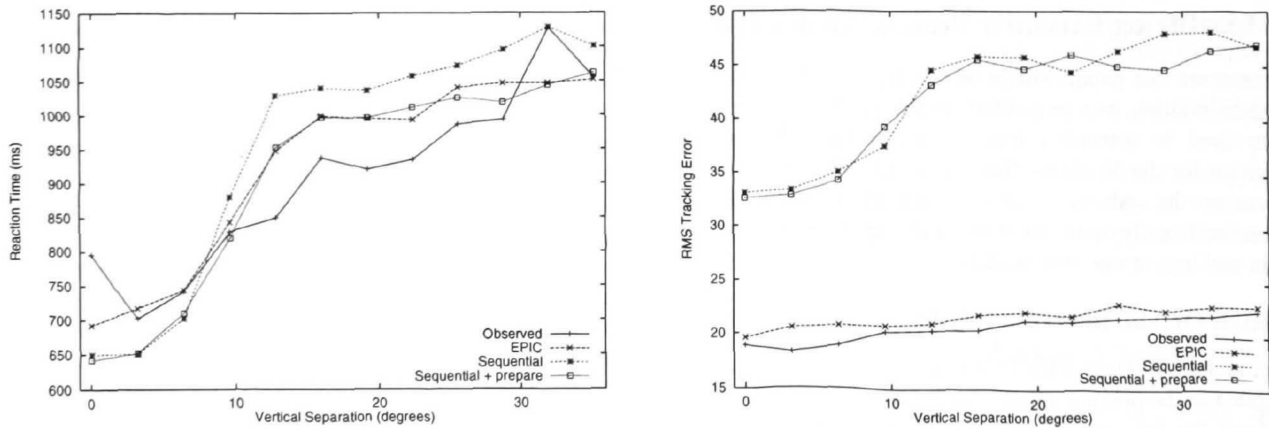 1150
1100
1050
1000
950
900
850
800
750
700
650
600
Reaction Time (ms)
Observed
EPIC
Sequential
Sequential + prepare
0
10
20
30
Vertical Separation (degrees)
50
45
40
35
30
25
20
15
RMS Tracking Error
Observed
EPIC
Sequential
Sequential + prepare
0
10
20
30
Vertical Separation (degrees)